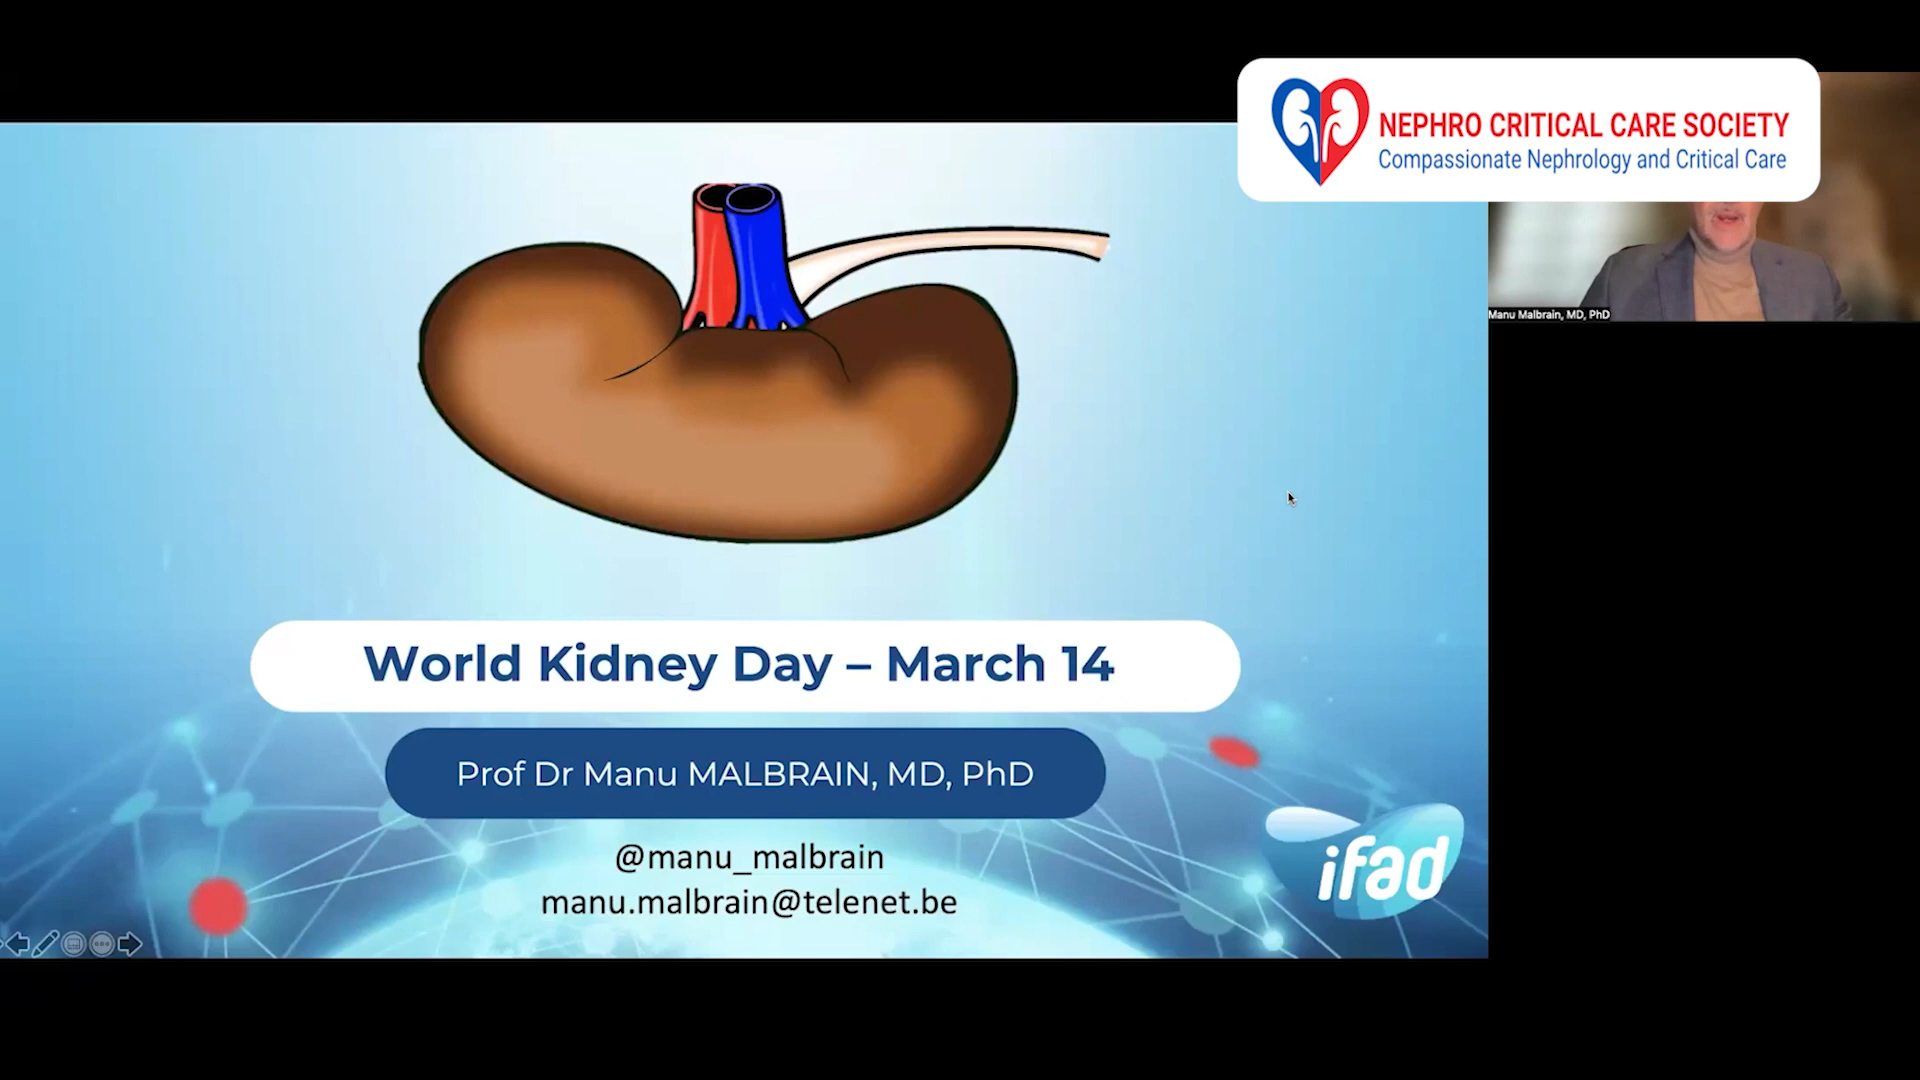 NEPHRO CRITICAL CARE SOCIETY
Compassionate Nephrology and Critical Care
Manu Malbrain, MD, PhD
World Kidney Day – March 14
Prof Dr Manu MALBRAIN, MD, PhD
@manu_malbrain
manu.malbrain@telenet.be
ifad